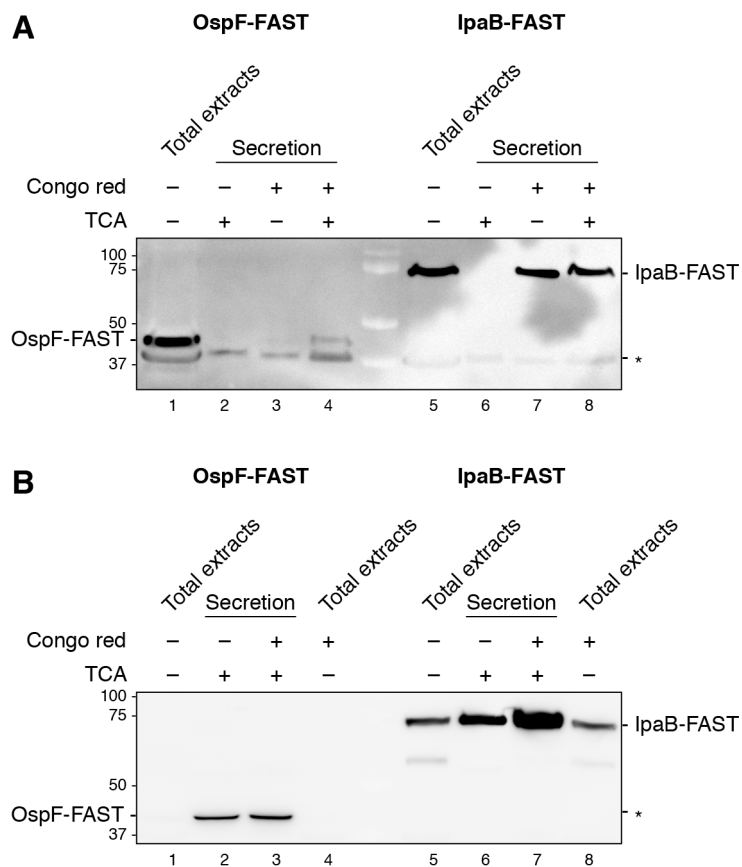 A
OspF-FAST IpaB-FAST
Total extracts Total extracts
Secretion Secretion
Congo red – – + + – – + +
TCA – + – + – + – +
100
75
IpaB-FAST
50
OspF-FAST
37
*
1 2 3 4 5 6 7 8
B
OspF-FAST IpaB-FAST
Total extracts Total extracts Total extracts Total extracts
Secretion Secretion
Congo red – – + + – – + +
TCA – + + – – + + –
100
75
IpaB-FAST
50
OspF-FAST
*
37
1 2 3 4 5 6 7 8